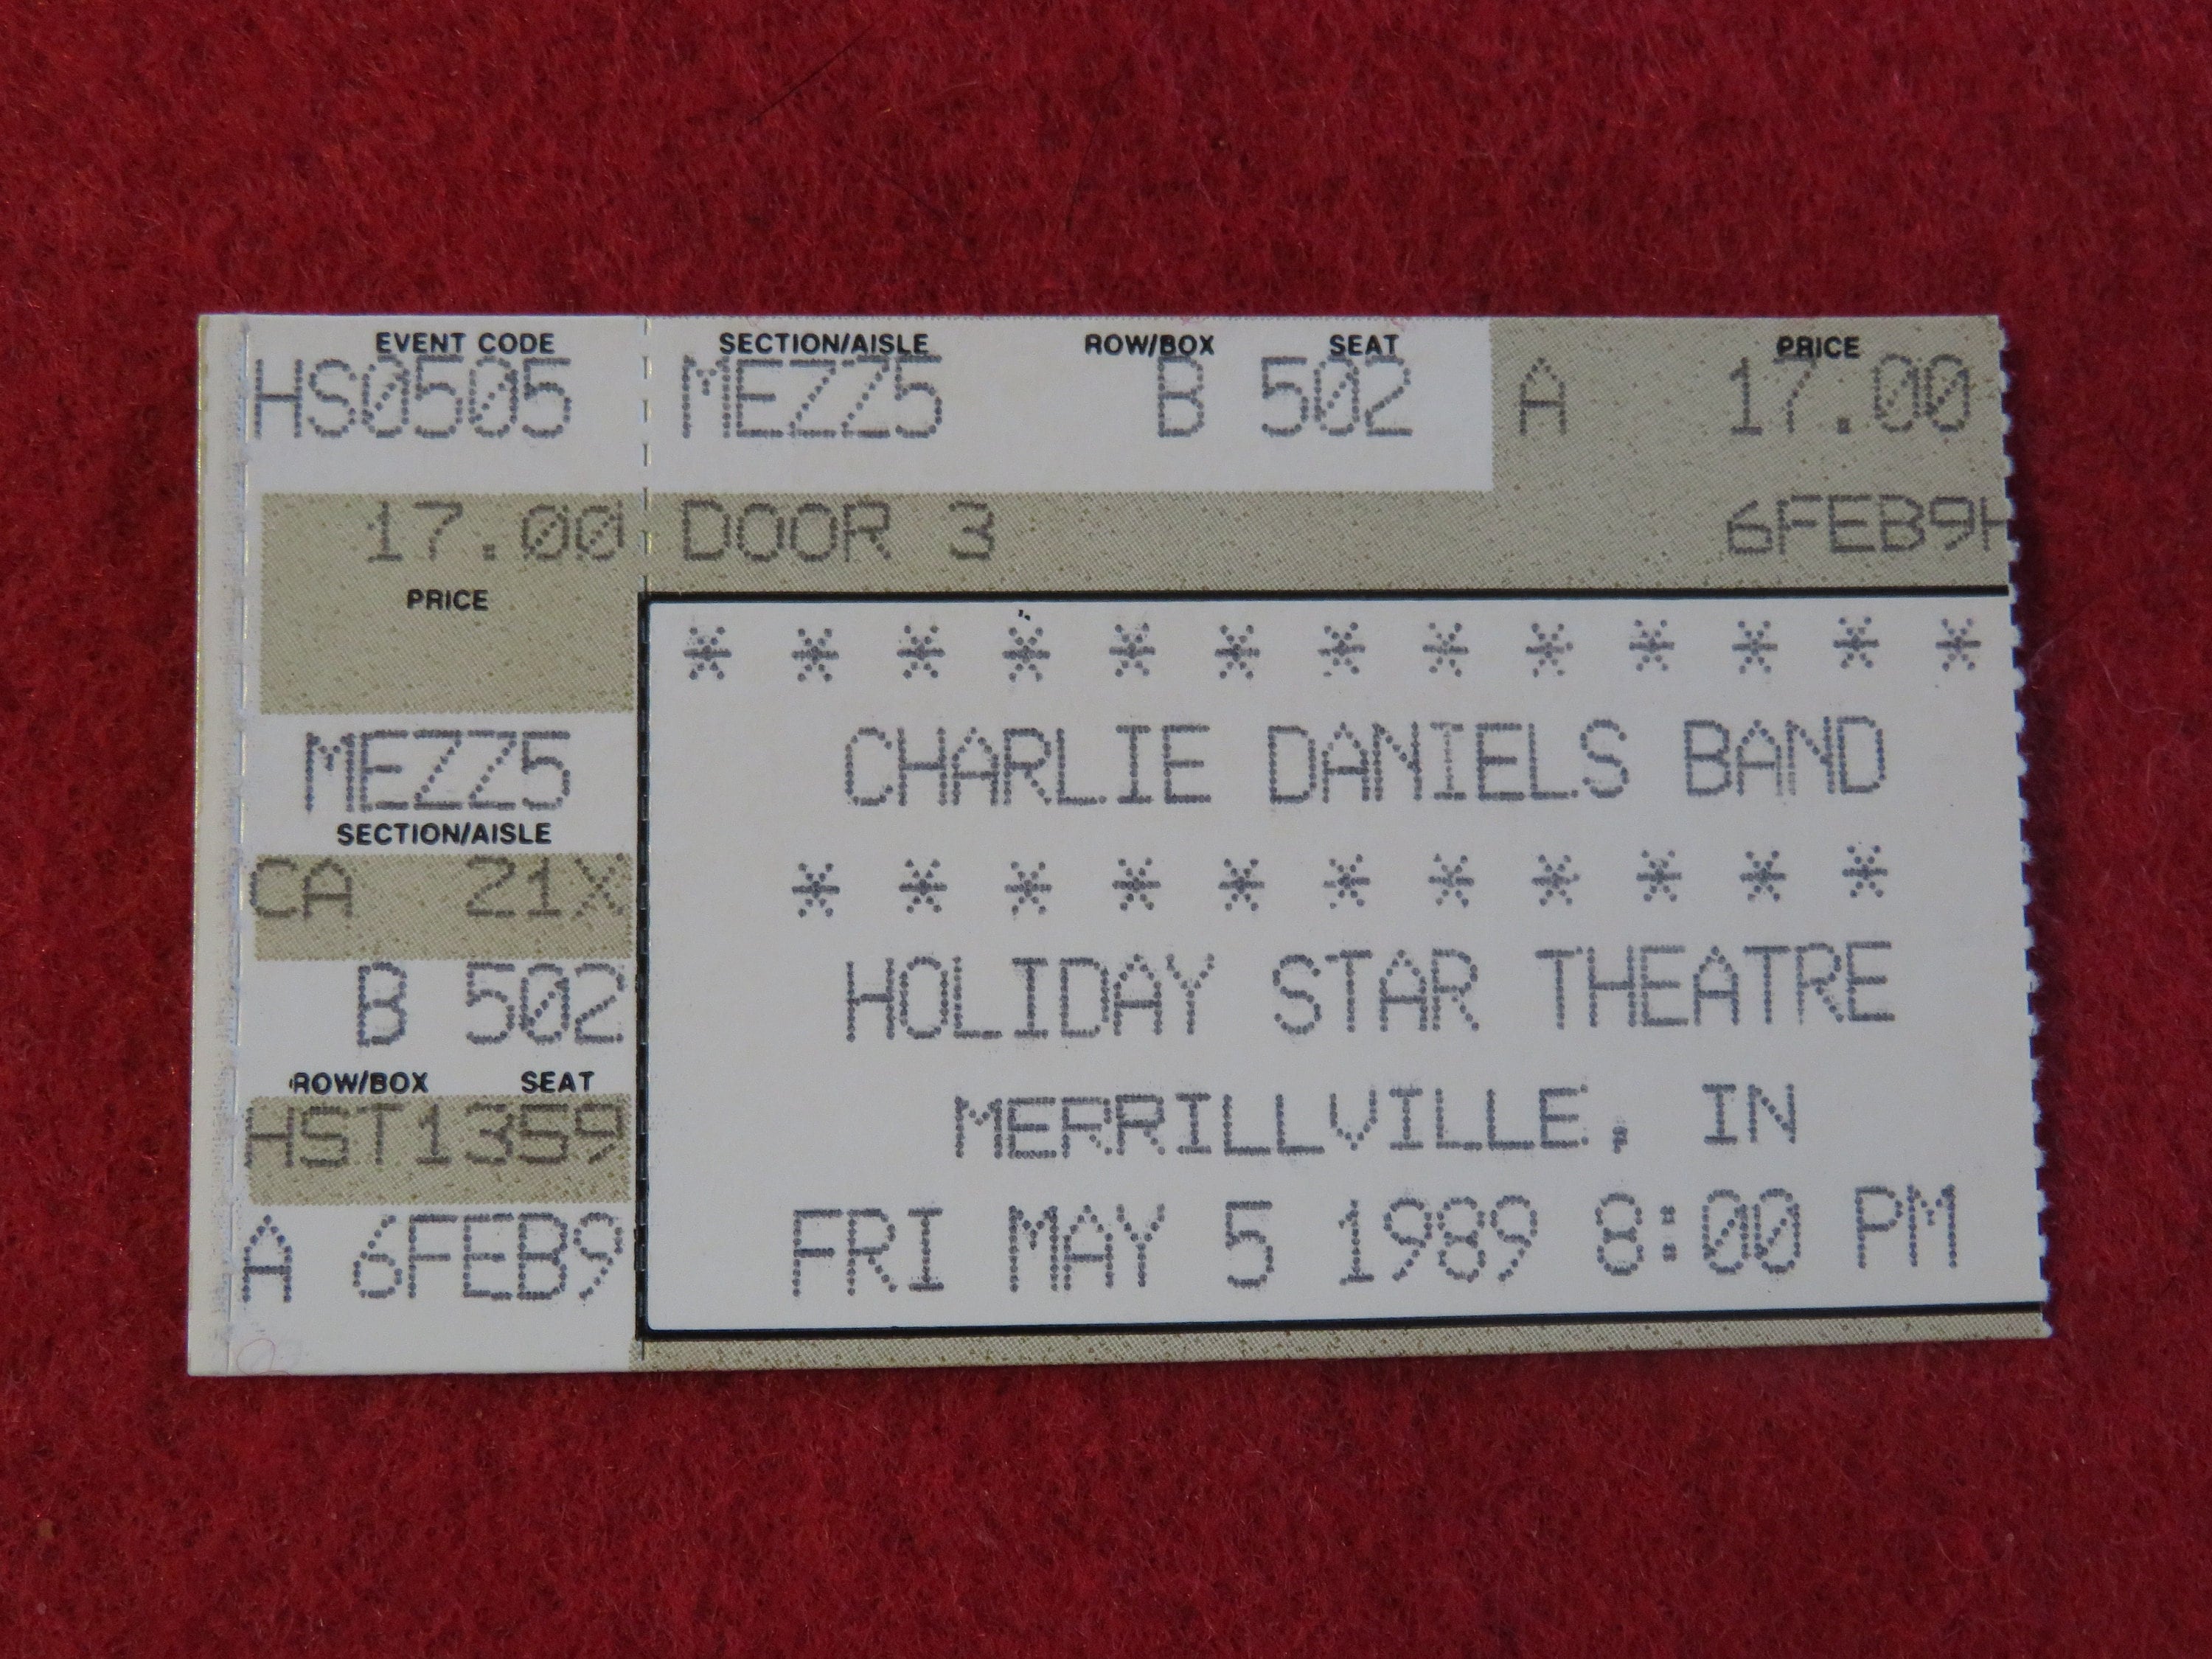 EVENT CODE SECTION/AISLE ROW/BOX SEAT PRICE
HS0505 MEZZ5 B 502 A 17.00
17.00 DOOR 3 6FEB9H
PRICE
* * * * * * * * * * * * *
MEZZ5
SECTION/AISLE
CHARLIE DANIELS BAND
CA 21X
* * * * * * * * * * *
B 502
ROW/BOX SEAT
HOLIDAY STAR THEATRE
HST1359
MERRILLVILLE, IN
A 6FEB9
FRI MAY 5 1989 8:00 PM